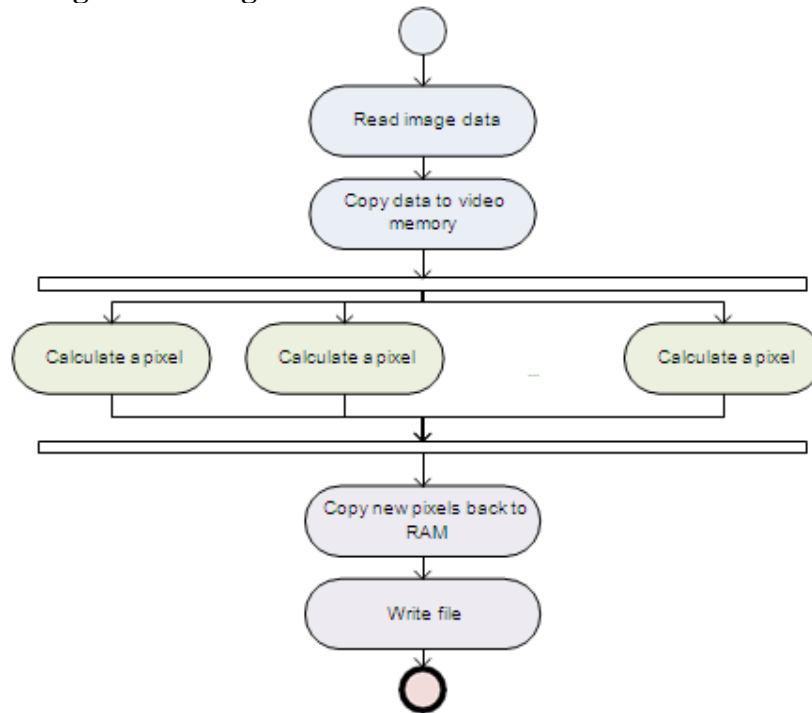 Read image data
Copy data to video
memory
Calculate a pixel
Calculate a pixel
...
Calculate a pixel
Copy new pixels back to
RAM
Write file